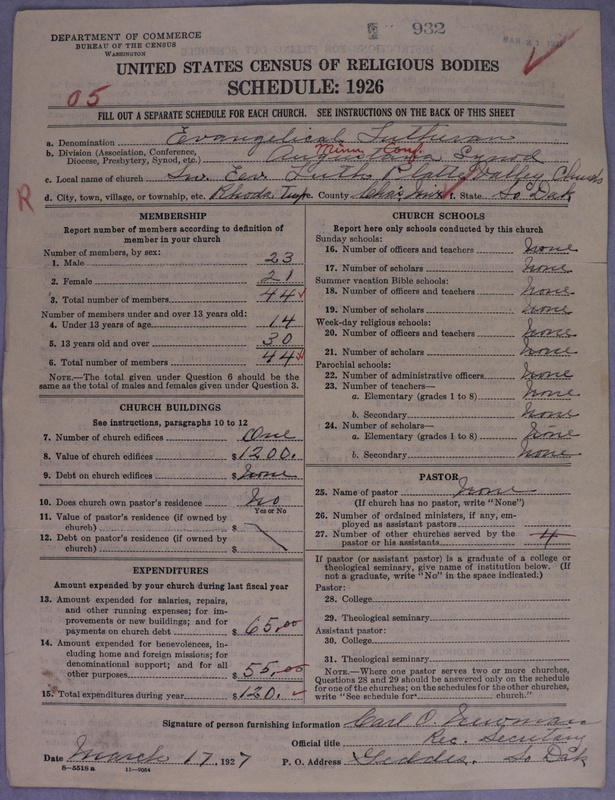 932
DEPARTMENT OF COMMERCE
BUREAU OF THE CENSUS
WASHINGTON
UNITED STATES CENSUS OF RELIGIOUS BODIES
SCHEDULE: 1926
05
FILL OUT A SEPARATE SCHEDULE FOR EACH CHURCH. SEE INSTRUCTIONS ON THE BACK OF THIS SHEET
a. Denomination Evangelical Lutheran
Minn. Conf.
b. Division (Association, Conference, Diocese, Presbytery, Synod, etc.) Augustana Synod
c. Local name of church Sw. Eev. Luth. Platte Valley Church
R
d. City, town, village, or township, etc. Rhoda Twp e. County Chas Mix f. State So Dak
MEMBERSHIP
Report number of members according to definition of
member in your church
Number of members, by sex:
1. Male 23
2. Female 21
3. Total number of members 44
Number of members under and over 13 years old:
4. Under 13 years of age 14
5. 13 years old and over 30
6. Total number of members 44
NOTE.—The total given under Question 6 should be the
same as the total of males and females given under Question 3.
CHURCH BUILDINGS
See instructions, paragraphs 10 to 12
7. Number of church edifices One
8. Value of church edifices $1200.
9. Debt on church edifices $None
10. Does church own pastor's residence No
Yes or No
11. Value of pastor's residence (if owned by
church) $
12. Debt on pastor's residence (if owned by
church) $
EXPENDITURES
Amount expended by your church during last fiscal year
13. Amount expended for salaries, repairs,
and other running expenses; for im-
provements or new buildings; and for
payments on church debt $65.00
14. Amount expended for benevolences, in-
cluding home and foreign missions; for
denominational support; and for all
other purposes $55.00
15. Total expenditures during year $120.
CHURCH SCHOOLS
Report here only schools conducted by this church
Sunday schools:
16. Number of officers and teachers None
17. Number of scholars None
Summer vacation Bible schools:
18. Number of officers and teachers None
19. Number of scholars None
Week-day religious schools:
20. Number of officers and teachers None
21. Number of scholars None
Parochial schools:
22. Number of administrative officers None
23. Number of teachers—
a. Elementary (grades 1 to 8) None
b. Secondary None
24. Number of scholars—
a. Elementary (grades 1 to 8) None
b. Secondary None
PASTOR
25. Name of pastor None
(If church has no pastor, write "None")
26. Number of ordained ministers, if any, em-
ployed as assistant pastors
27. Number of other churches served by the
pastor or his assistants 4
If pastor (or assistant pastor) is a graduate of a college or
theological seminary, give name of institution below. (If
not a graduate, write "No" in the space indicated.)
Pastor:
28. College
29. Theological seminary
Assistant pastor:
30. College
31. Theological seminary
NOTE.—Where one pastor serves two or more churches,
Questions 28 and 29 should be answered only on the schedule
for one of the churches; on the schedules for the other churches,
write "See schedule for church."
Signature of person furnishing information Carl O. Newman
Official title Rec. Secretary
Date March 17, 1927 P. O. Address Geddes. So Dak
8—5518 a 11—9064